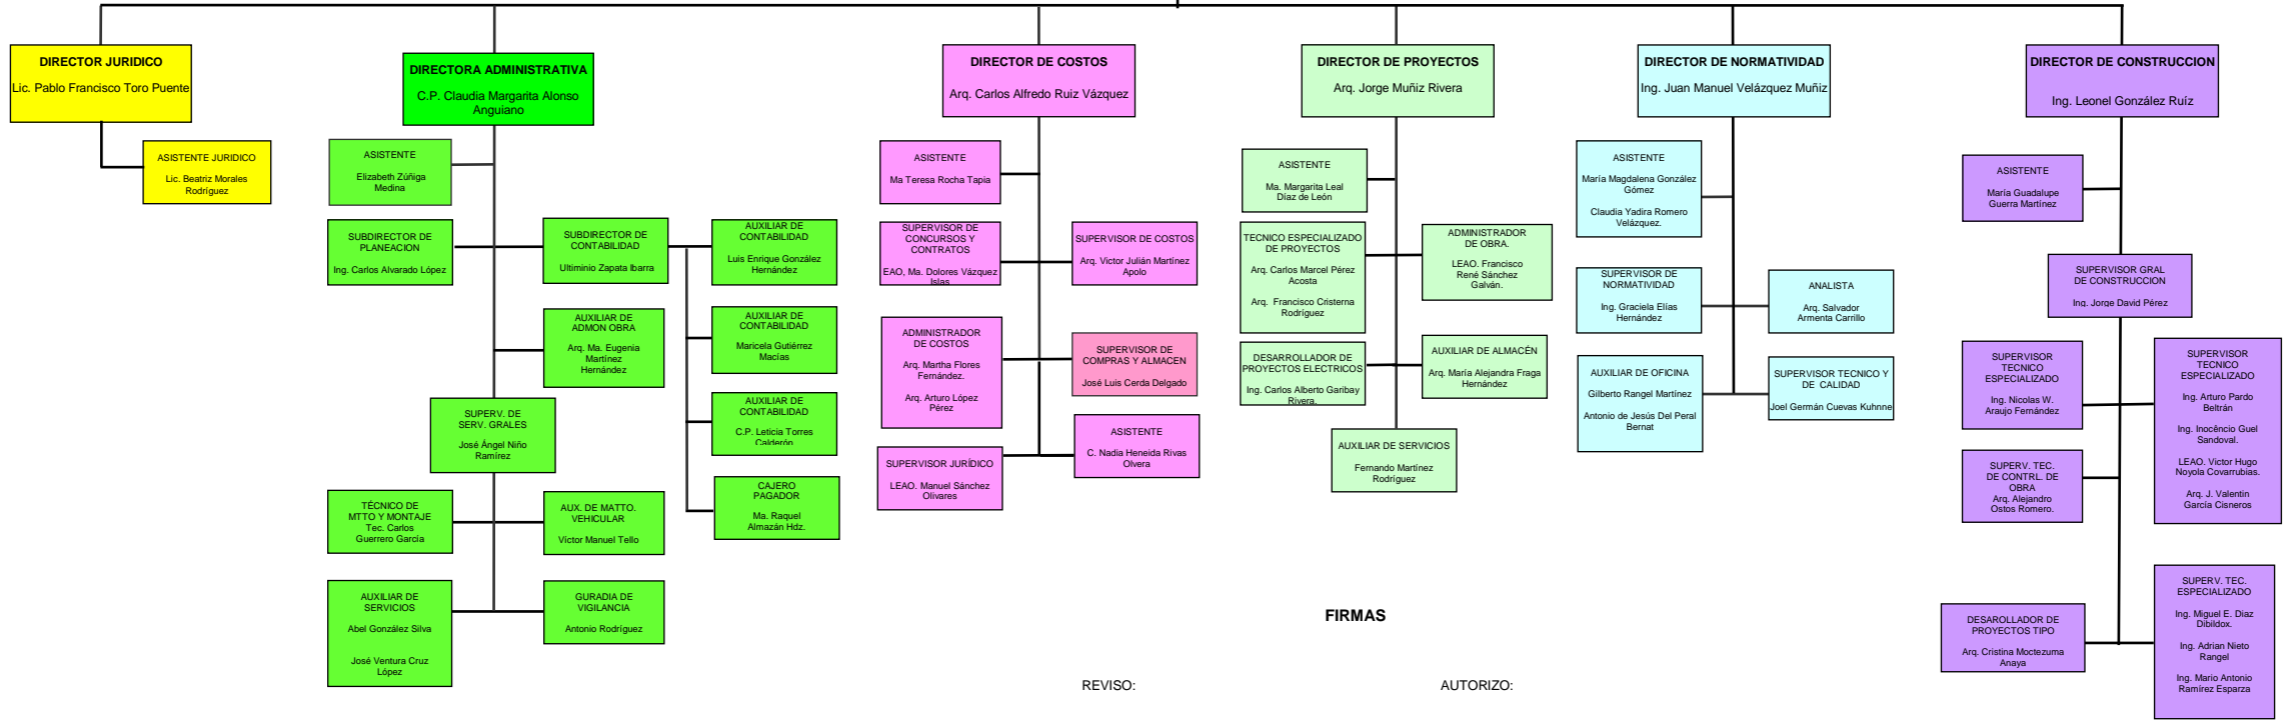 DIRECTOR JURIDICO
Lic. Pablo Francisco Toro Puente
ASISTENTE JURIDICO
Lic. Beatriz Morales
Rodríguez
DIRECTORA ADMINISTRATIVA
C.P. Claudia Margarita Alonso
Anguiano
ASISTENTE
Elizabeth Zúñiga
Medina
SUBDIRECTOR DE
PLANEACION
Ing. Carlos Alvarado López
SUBDIRECTOR DE
CONTABILIDAD
Ultiminio Zapata Ibarra
AUXILIAR DE
CONTABILIDAD
Luis Enrique González
Hernández
AUXILIAR DE
ADMON OBRA
Arq. Ma. Eugenia
Martínez
Hernández
AUXILIAR DE
CONTABILIDAD
Maricela Gutiérrez
Macías
AUXILIAR DE
CONTABILIDAD
C.P. Leticia Torres
Calderón
SUPERV. DE
SERV. GRALES
José Ángel Niño
Ramírez
CAJERO
PAGADOR
Ma. Raquel
Almazán Hdz.
TÉCNICO DE
MTTO Y MONTAJE
Tec. Carlos
Guerrero García
AUX. DE MATTO.
VEHICULAR
Víctor Manuel Tello
AUXILIAR DE
SERVICIOS
Abel González Silva
José Ventura Cruz
López
GURADIA DE
VIGILANCIA
Antonio Rodríguez
DIRECTOR DE COSTOS
Arq. Carlos Alfredo Ruiz Vázquez
ASISTENTE
Ma Teresa Rocha Tapia
SUPERVISOR DE
CONCURSOS Y
CONTRATOS
EAO, Ma. Dolores Vázquez
Islas
SUPERVISOR DE COSTOS
Arq. Victor Julián Martínez
Apolo
ADMINISTRADOR
DE COSTOS
Arq. Martha Flores
Fernández.
Arq. Arturo López
Pérez
SUPERVISOR DE
COMPRAS Y ALMACEN
José Luis Cerda Delgado
SUPERVISOR JURÍDICO
LEAO. Manuel Sánchez
Olivares
ASISTENTE
C. Nadia Heneida Rivas
Olvera
DIRECTOR DE PROYECTOS
Arq. Jorge Muñiz Rivera
ASISTENTE
Ma. Margarita Leal
Díaz de León
TECNICO ESPECIALIZADO
DE PROYECTOS
Arq. Carlos Marcel Pérez
Acosta
Arq. Francisco Cristerna
Rodríguez
ADMINISTRADOR
DE OBRA.
LEAO. Francisco
René Sánchez
Galván.
DESARROLLADOR DE
PROYECTOS ELECTRICOS
Ing. Carlos Alberto Garibay
Rivera.
AUXILIAR DE ALMACÉN
Arq. María Alejandra Fraga
Hernández
AUXILIAR DE SERVICIOS
Fernando Martínez
Rodríguez
DIRECTOR DE NORMATIVIDAD
Ing. Juan Manuel Velázquez Muñiz
ASISTENTE
María Magdalena González
Gómez
Claudia Yadira Romero
Velázquez.
SUPERVISOR DE
NORMATIVIDAD
Ing. Graciela Elías
Hernández
ANALISTA
Arq. Salvador
Armenta Carrillo
AUXILIAR DE OFICINA
Gilberto Rangel Martínez
Antonio de Jesús Del Peral
Bernat
SUPERVISOR TECNICO Y
DE CALIDAD
Joel Germán Cuevas Kuhnne
DIRECTOR DE CONSTRUCCION
Ing. Leonel González Ruíz
ASISTENTE
María Guadalupe
Guerra Martínez
SUPERVISOR GRAL
DE CONSTRUCCION
Ing. Jorge David Pérez
SUPERVISOR
TECNICO
ESPECIALIZADO
Ing. Nicolas W.
Araujo Fernández
SUPERVISOR
TECNICO
ESPECIALIZADO
Ing. Arturo Pardo
Beltrán
Ing. Inocêncio Guel
Sandoval.
LEAO. Victor Hugo
Noyola Covarrubias.
Arq. J. Valentin
García Cisneros
SUPERV. TEC.
DE CONTRL. DE
OBRA
Arq. Alejandro
Ostos Romero.
DESAROLLADOR DE
PROYECTOS TIPO
Arq. Cristina Moctezuma
Anaya
SUPERV. TEC.
ESPECIALIZADO
Ing. Miguel E. Diaz
Dibildox.
Ing. Adrian Nieto
Rangel
Ing. Mario Antonio
Ramírez Esparza
FIRMAS
REVISO:
AUTORIZO: